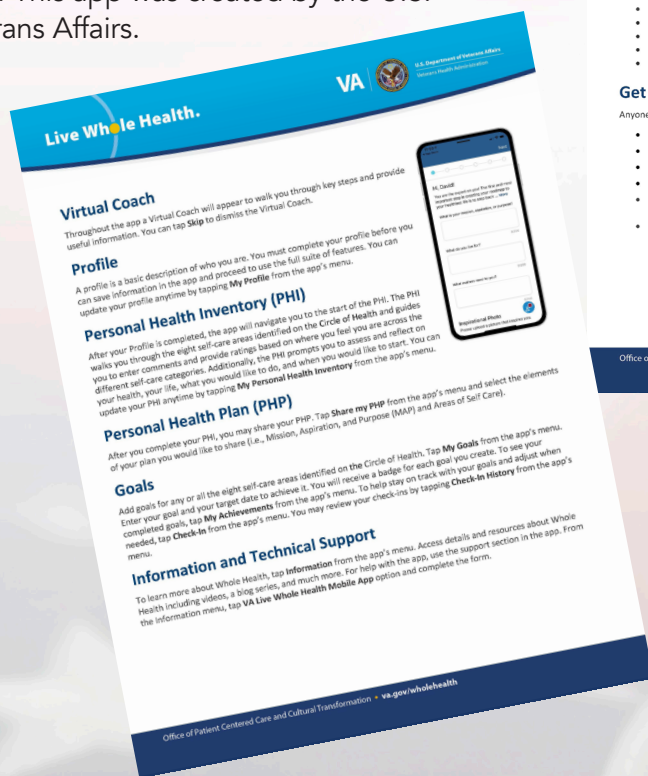 This app was created by the U.S.
rans Affairs.
Live Whole Health.
VA
U.S. Department of Veterans Affairs
Veterans Health Administration
Virtual Coach
Throughout the app a Virtual Coach will appear to walk you through key steps and provide
useful information. You can tap Skip to dismiss the Virtual Coach.
Profile
A profile is a basic description of who you are. You must complete your profile before you
can save information in the app and proceed to use the full suite of features. You can
update your profile anytime by tapping My Profile from the app's menu.
Personal Health Inventory (PHI)
After your Profile is completed, the app will navigate you to the start of the PHI. The PHI
walks you through the eight self-care areas identified on the Circle of Health and guides
you to enter comments and provide ratings based on where you feel you are across the
different self-care categories. Additionally, the PHI prompts you to assess and reflect on
your health, your life, what you would like to do, and when you would like to start. You can
update your PHI anytime by tapping My Personal Health Inventory from the app's menu.
Personal Health Plan (PHP)
After you complete your PHI, you may share your PHP. Tap Share my PHP from the app's menu and select the elements
of your plan you would like to share (i.e., Mission, Aspiration, and Purpose (MAP) and Areas of Self Care).
Goals
Add goals for any or all the eight self-care areas identified on the Circle of Health. Tap My Goals from the app's menu.
Enter your goal and your target date to achieve it. You will receive a badge for each goal you create. To see your
completed goals, tap My Achievements from the app's menu. To help stay on track with your goals and adjust when
needed, tap Check-In from the app's menu. You may review your check-ins by tapping Check-In History from the app's
menu.
Information and Technical Support
To learn more about Whole Health, tap Information from the app's menu. Access details and resources about Whole
Health including videos, a blog series, and much more. For help with the app, use the support section in the app. From
the Information menu, tap VA Live Whole Health Mobile App option and complete the form.
Office of Patient Centered Care and Cultural Transformation • va.gov/wholehealth
Hi, David!
What is your mission, aspiration, or purpose?
What do you live for?
What matters most to you?
Inspirational Photo
Get
Anyone
Office o